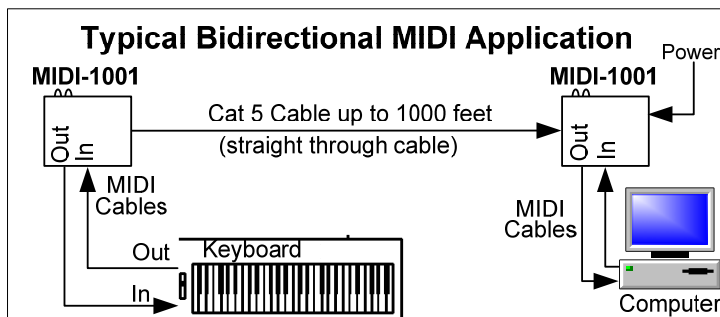 Typical Bidirectional MIDI Application
MIDI-1001
MIDI-1001
Power
Cat 5 Cable up to 1000 feet
(straight through cable)
Out
In
Out
In
MIDI
Cables
MIDI
Cables
Out
Keyboard
In
Computer